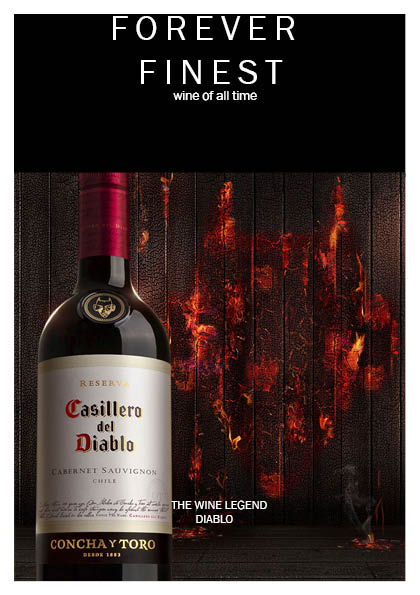 FOREVER
FINEST
wine of all time
RESERVA
Casillero
del
Diablo
CABERNET SAUVIGNON
CHILE
THE WINE LEGEND
DIABLO
CONCHA Y TORO
DESDE 1883